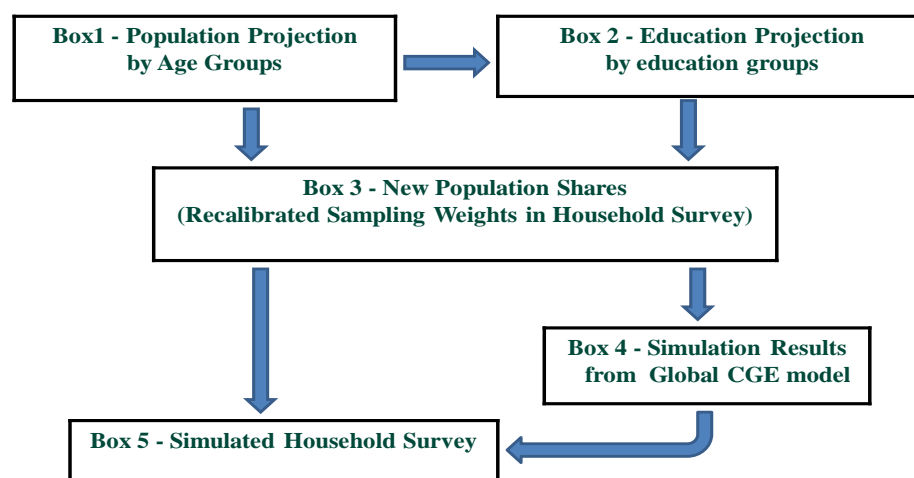 Box1 - Population Projection
by Age Groups
Box 2 - Education Projection
by education groups
Box 3 - New Population Shares
(Recalibrated Sampling Weights in Household Survey)
Box 4 - Simulation Results
from Global CGE model
Box 5 - Simulated Household Survey